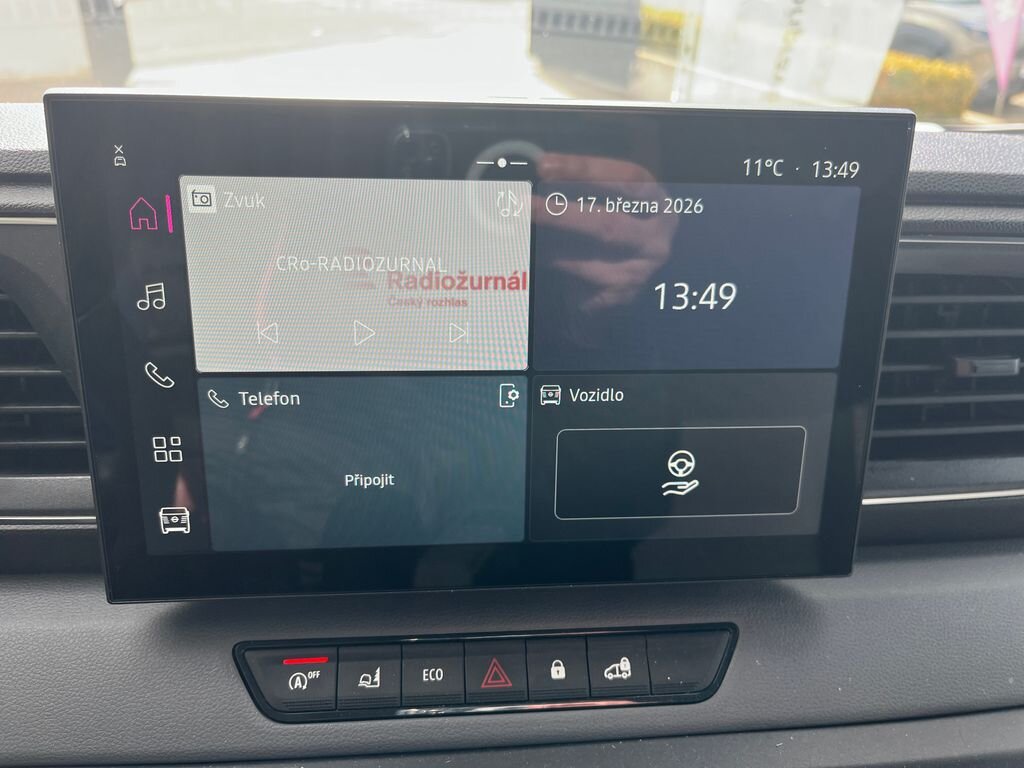 11°C · 13:49
Zvuk
17. března 2026
CRo-RADIOZURNAL
Radiožurnál
Český rozhlas
13:49
Telefon
Vozidlo
Připojit
OFF
A
ECO